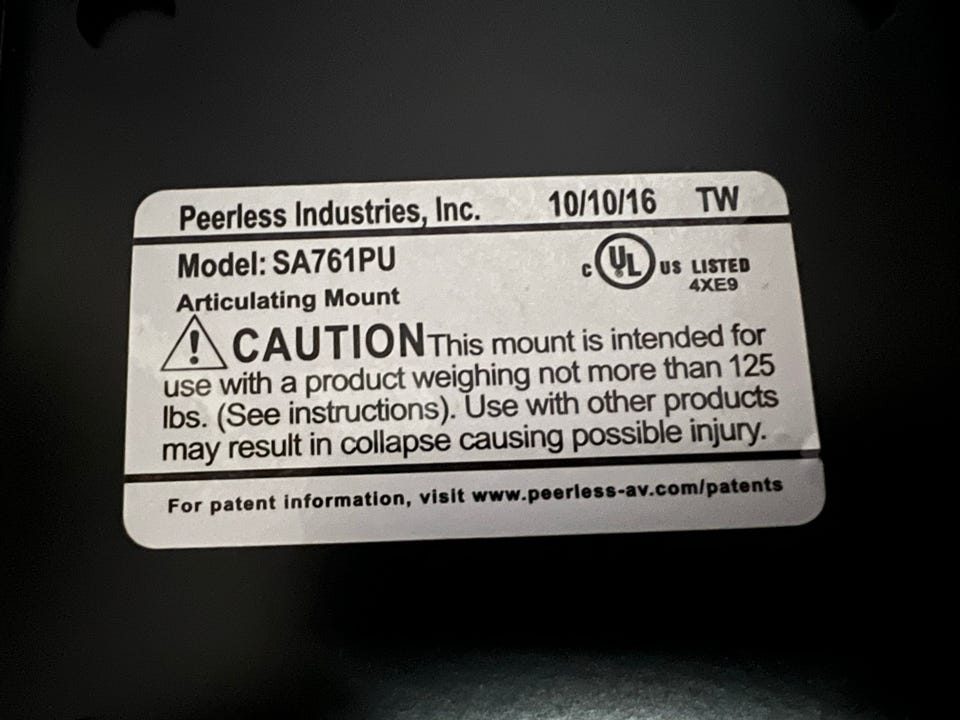 Peerless Industries, Inc. 10/10/16 TW
Model: SA761PU
C UL US LISTED
4XE9
Articulating Mount
! CAUTION This mount is intended for
use with a product weighing not more than 125
lbs. (See instructions). Use with other products
may result in collapse causing possible injury.
For patent information, visit www.peerless-av.com/patents